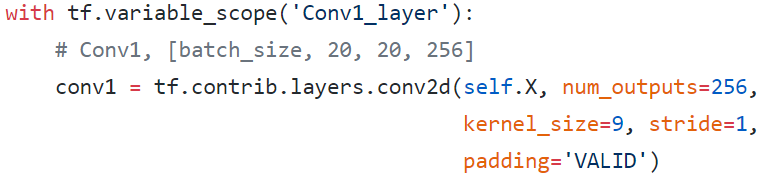 with tf.variable_scope('Conv1_layer'):
# Conv1, [batch_size, 20, 20, 256]
conv1 = tf.contrib.layers.conv2d(self.X, num_outputs=256,
kernel_size=9, stride=1,
padding='VALID')